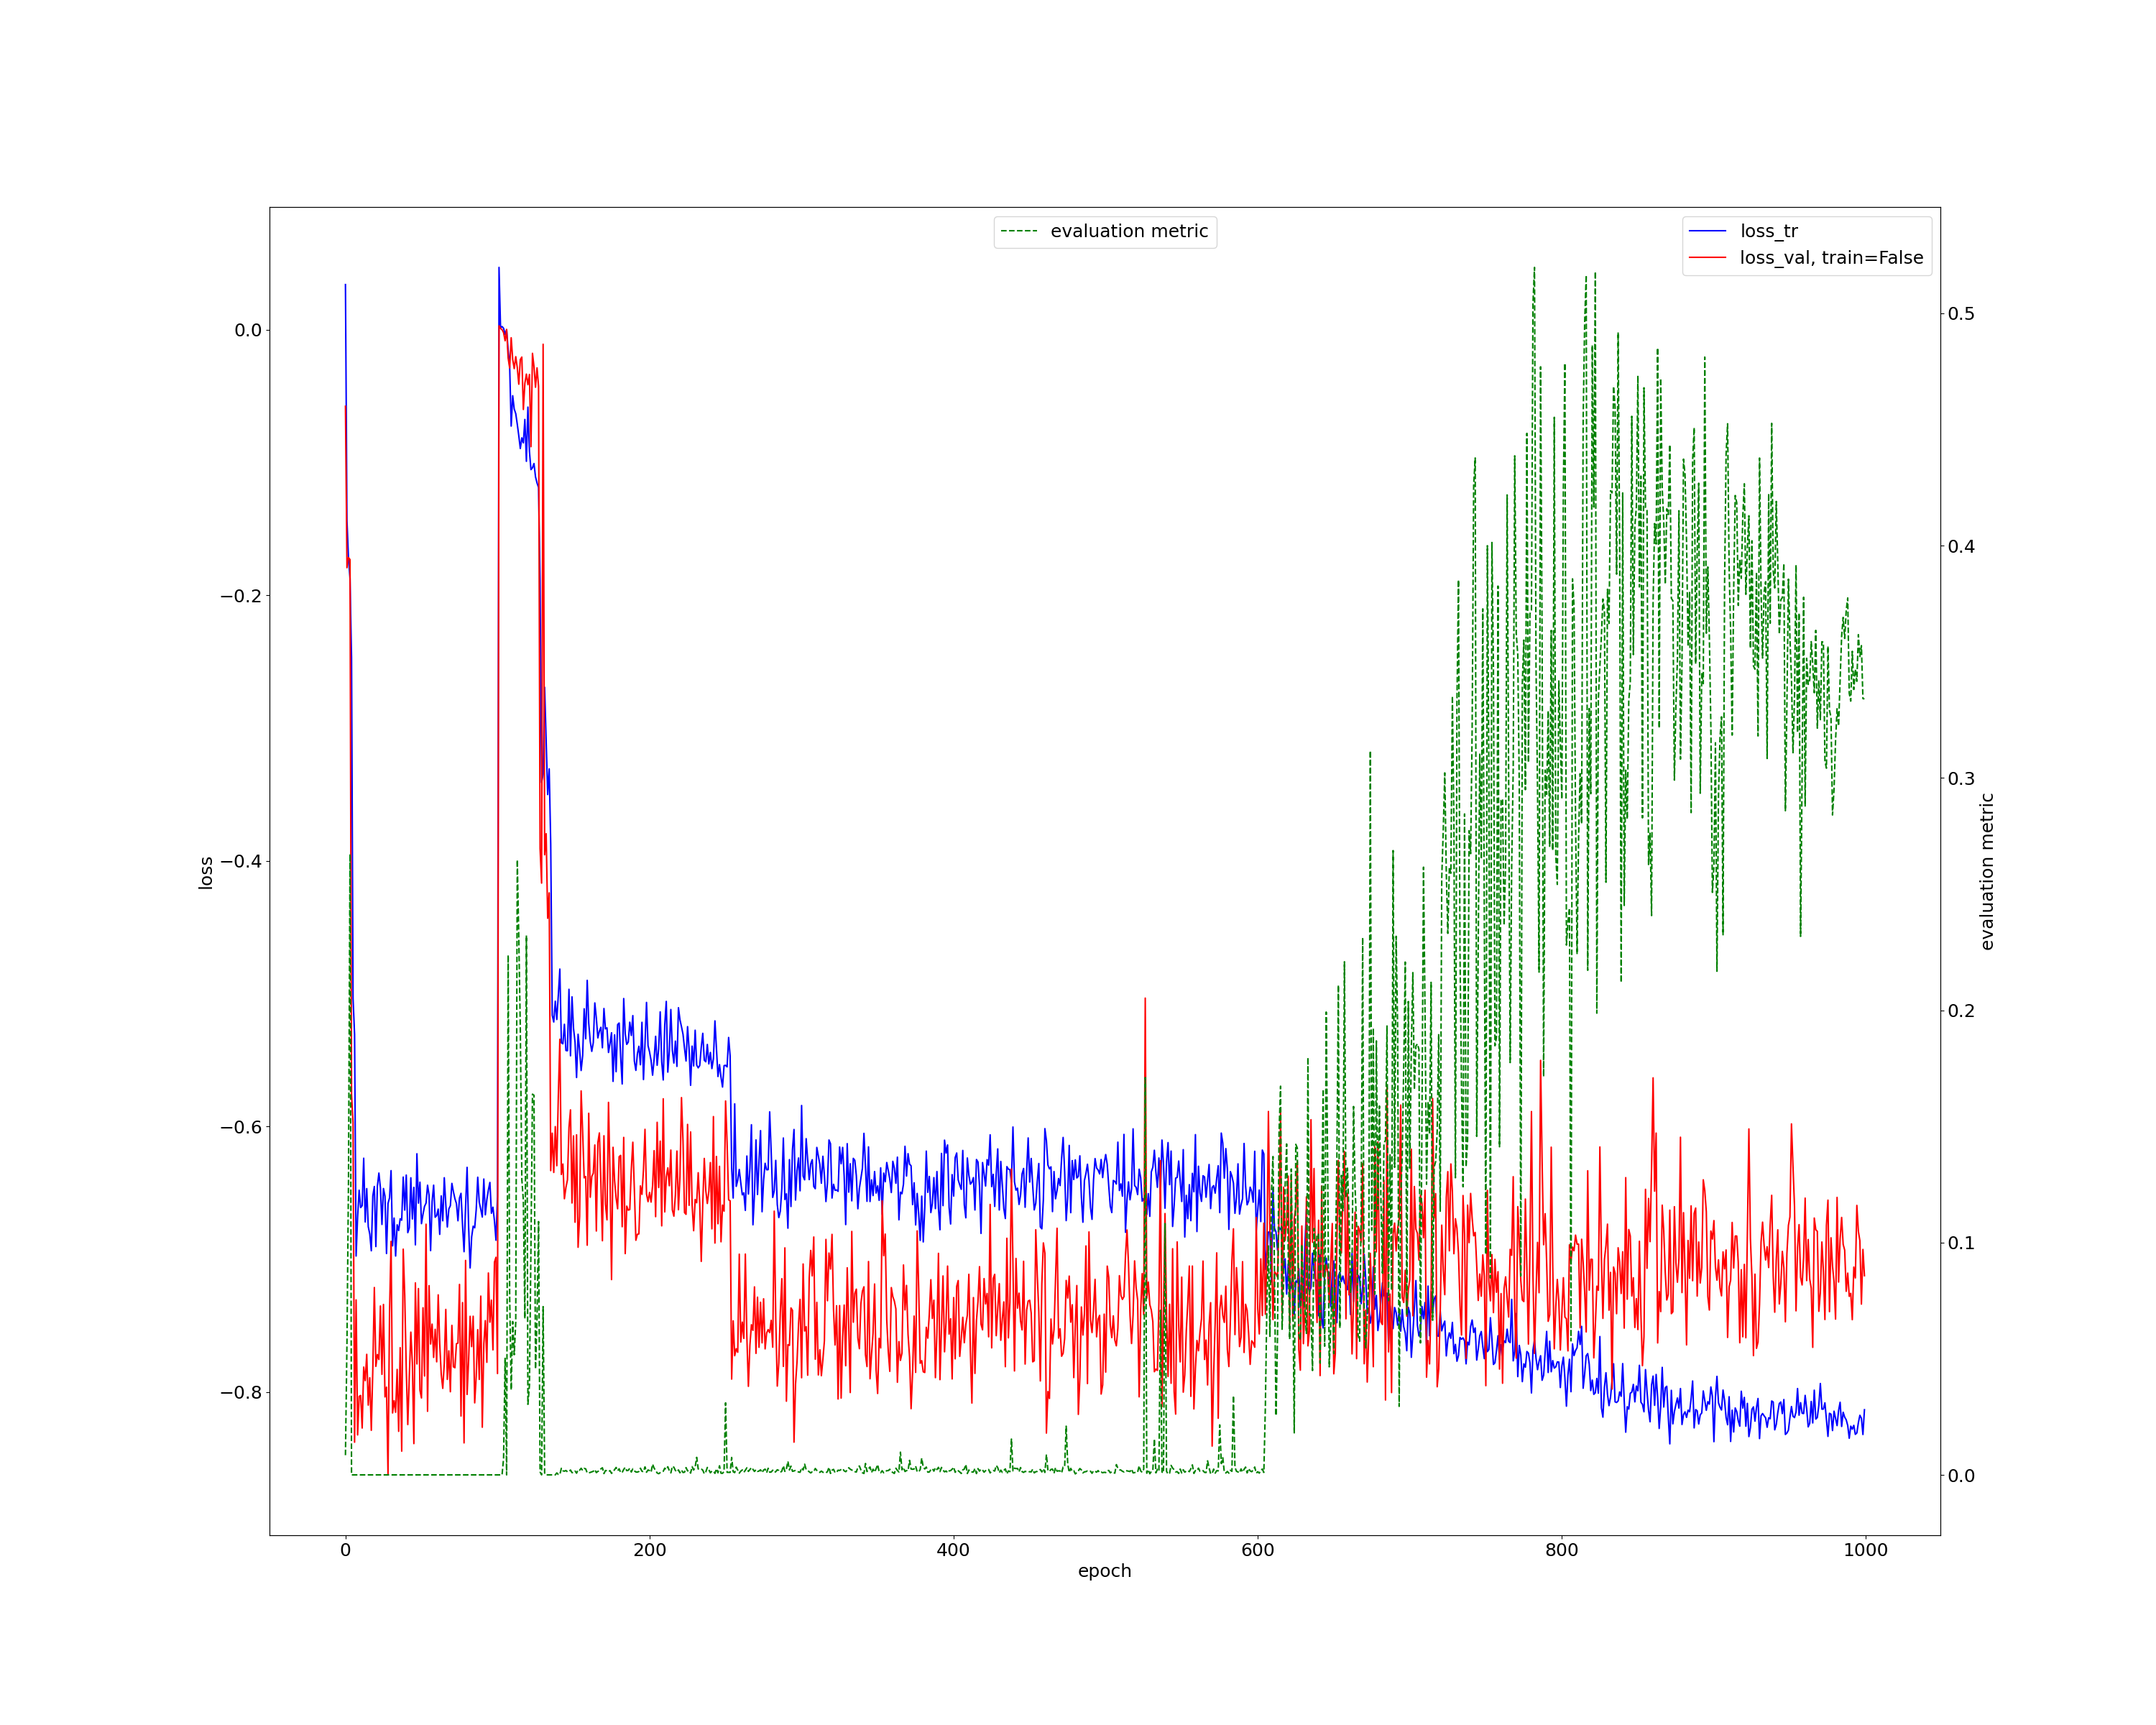 evaluation metric
loss_tr
loss_val, train=False
0.0
−0.2
−0.4
−0.6
−0.8
loss
0.5
0.4
0.3
0.2
0.1
0.0
evaluation metric
0 200 400 600 800 1000
epoch